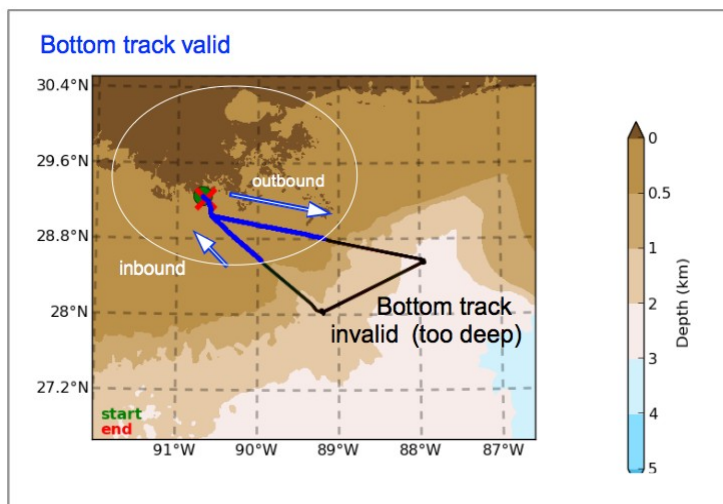 Bottom track valid
30.4°N
29.6°N
28.8°N
28°N
27.2°N
outbound
inbound
Bottom track
invalid (too deep)
start
end
91°W
90°W
89°W
88°W
87°W
0
0.5
1
2
3
4
5
Depth (km)